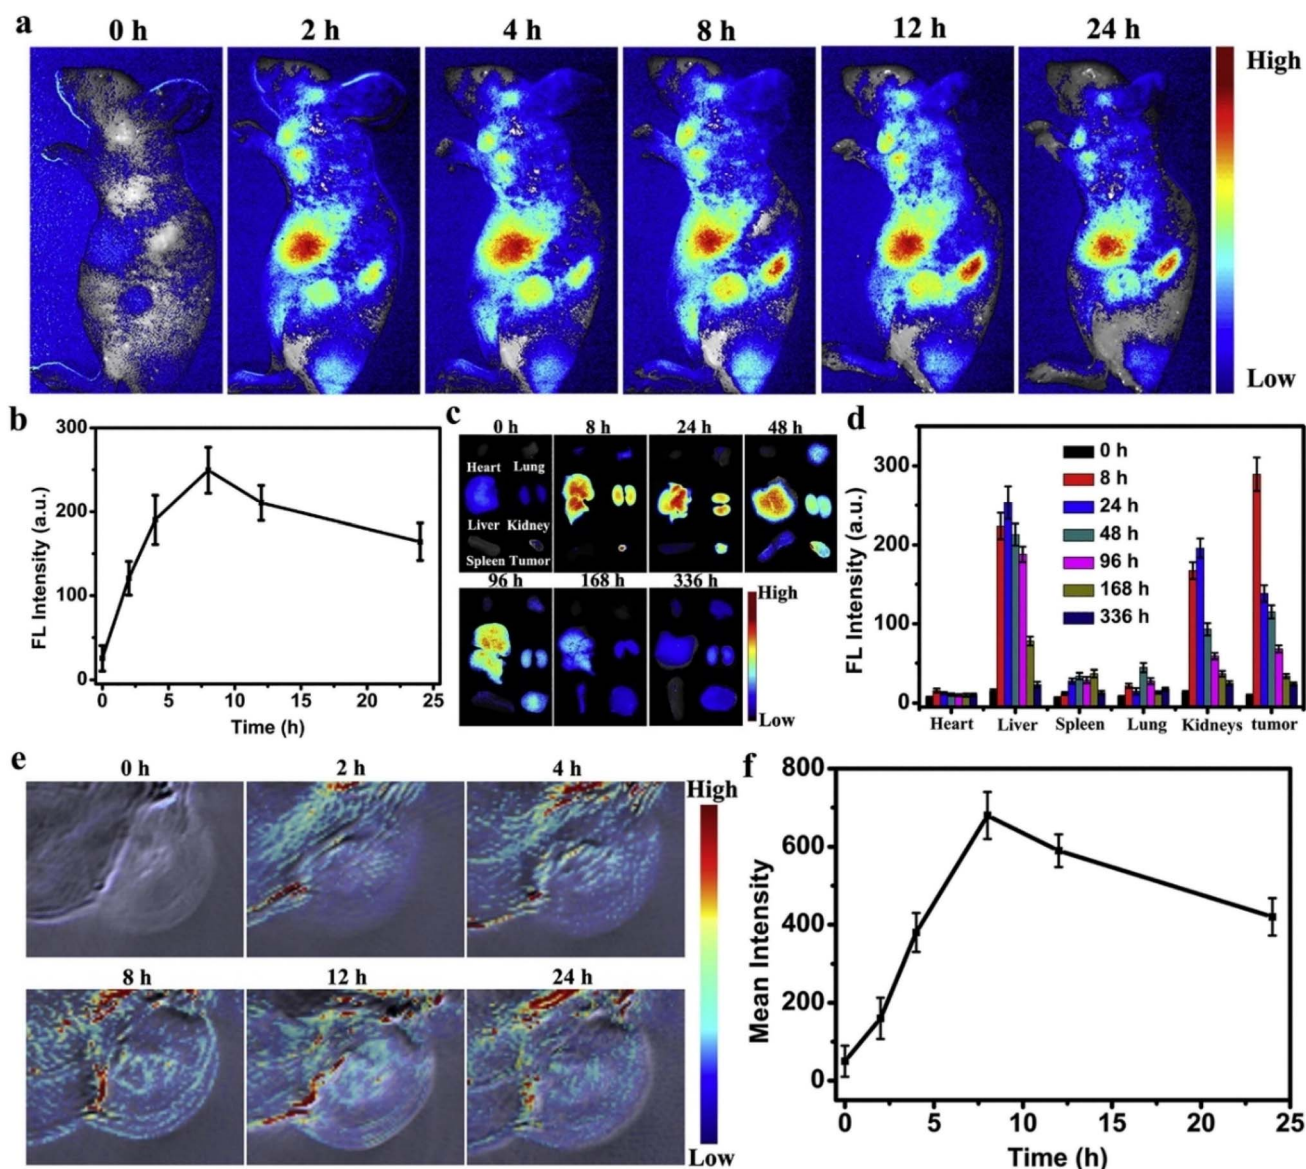 a
0 h 2 h 4 h 8 h 12 h 24 h
High
Low
b
300
200
100
0
FL Intensity (a.u.)
0 5 10 15 20 25
Time (h)
c
0 h 8 h 24 h 48 h
Heart Lung
Liver Kidney
Spleen Tumor
96 h 168 h 336 h
High
Low
d
300
200
100
0
FL Intensity (a.u.)
0 h
8 h
24 h
48 h
96 h
168 h
336 h
Heart Liver Spleen Lung Kidneys tumor
e
0 h 2 h 4 h
8 h 12 h 24 h
High
Low
f
800
600
400
200
0
Mean Intensity
0 5 10 15 20 25
Time (h)